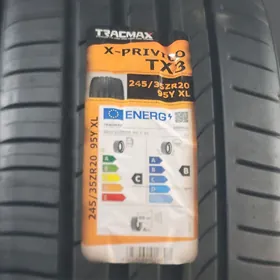 TRACMAX
X-PRIVILO
TX3
245/35ZR20
95Y XL
ENERG
245/35ZR20 95Y XL
C
B